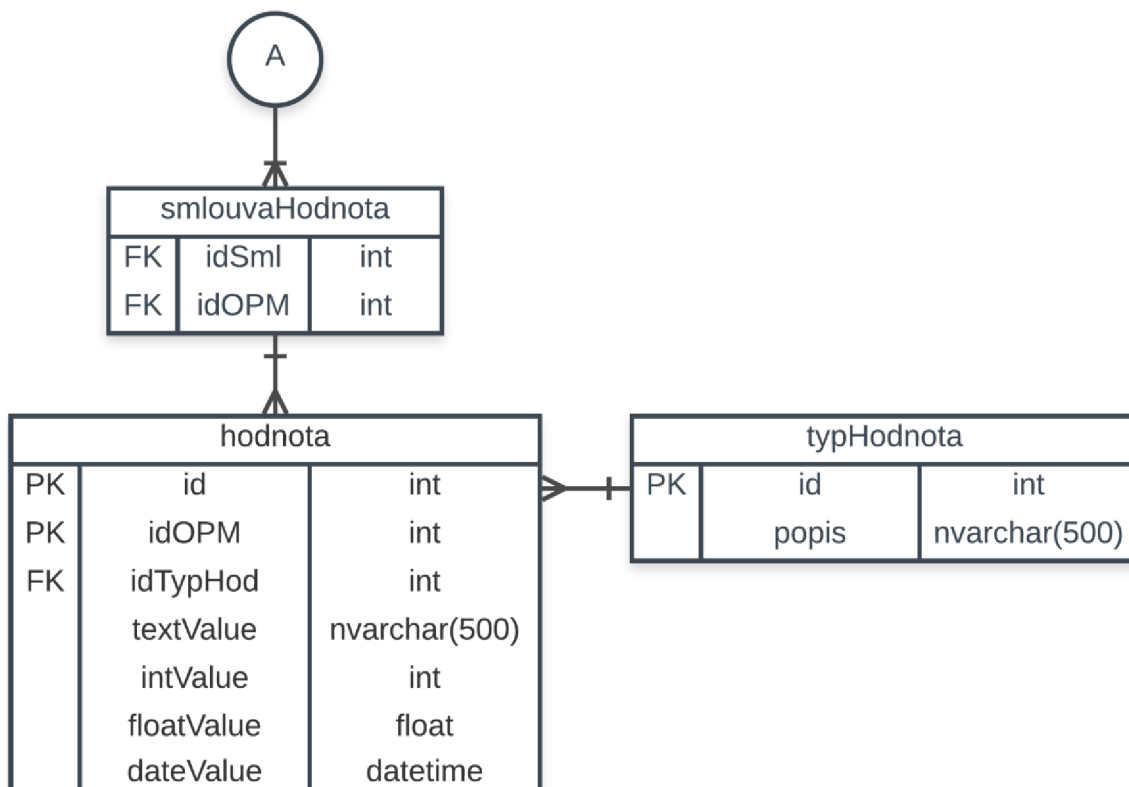 A
smlouvaHodnota
FK idSml int
FK idOPM int
hodnota
PK id int
PK idOPM int
FK idTypHod int
textValue nvarchar(500)
intValue int
floatValue float
dateValue datetime
typHodnota
PK id int
popis nvarchar(500)